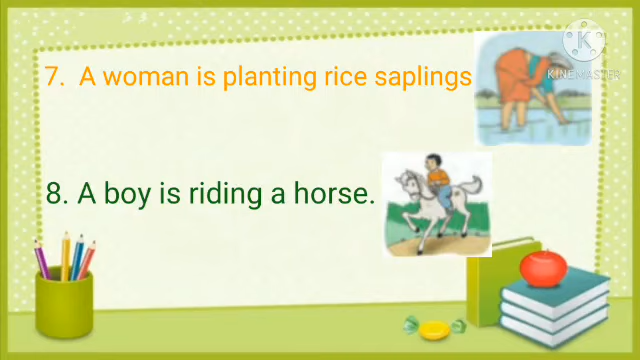 7. A woman is planting rice saplings
KINEMASTER
8. A boy is riding a horse.